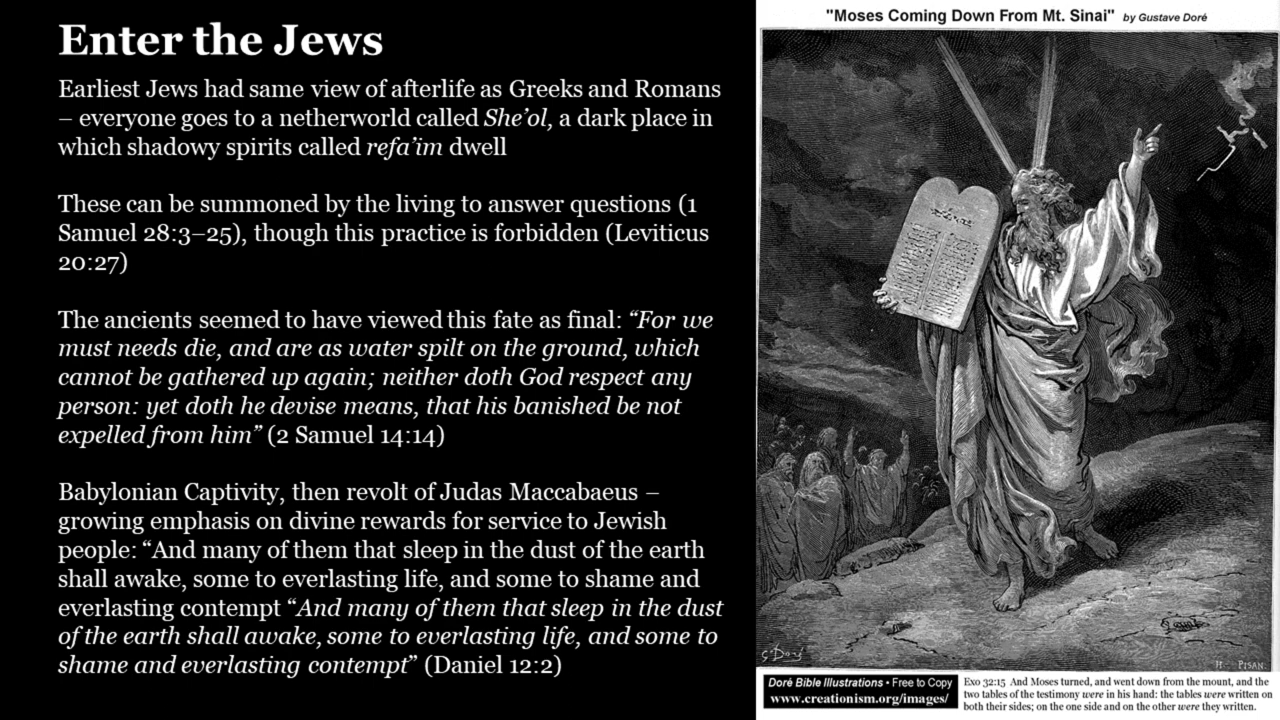 Enter the Jews
Earliest Jews had same view of afterlife as Greeks and Romans
– everyone goes to a netherworld called She’ol, a dark place in
which shadowy spirits called refa’im dwell
These can be summoned by the living to answer questions (1
Samuel 28:3–25), though this practice is forbidden (Leviticus
20:27)
The ancients seemed to have viewed this fate as final: “For we
must needs die, and are as water spilt on the ground, which
cannot be gathered up again; neither doth God respect any
person: yet doth he devise means, that his banished be not
expelled from him” (2 Samuel 14:14)
Babylonian Captivity, then revolt of Judas Maccabaeus –
growing emphasis on divine rewards for service to Jewish
people: “And many of them that sleep in the dust of the earth
shall awake, some to everlasting life, and some to shame and
everlasting contempt “And many of them that sleep in the dust
of the earth shall awake, some to everlasting life, and some to
shame and everlasting contempt” (Daniel 12:2)
"Moses Coming Down From Mt. Sinai" by Gustave Doré
G Doré
H PISAN.
Doré Bible Illustrations • Free to Copy
www.creationism.org/images/
Exo 32:15 And Moses turned, and went down from the mount, and the
two tables of the testimony were in his hand: the tables were written on
both their sides; on the one side and on the other were they written.